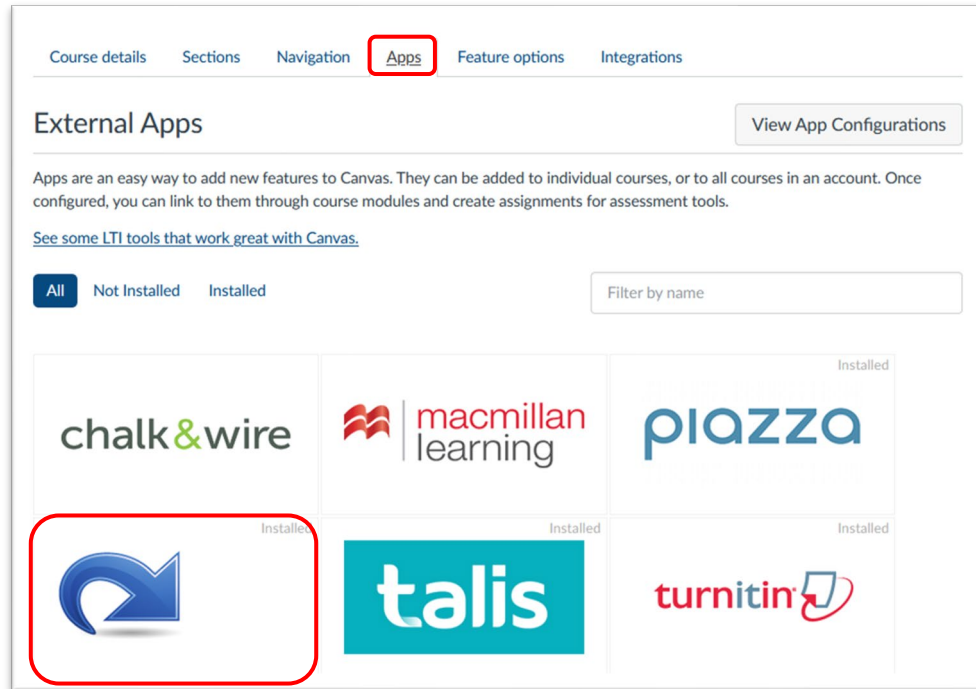 Course details Sections Navigation Apps Feature options Integrations
External Apps
View App Configurations
Apps are an easy way to add new features to Canvas. They can be added to individual courses, or to all courses in an account. Once
configured, you can link to them through course modules and create assignments for assessment tools.
See some LTI tools that work great with Canvas.
All Not Installed Installed
Filter by name
chalk&wire
macmillan
learning
Installed
piazza
Installed
Installed
talis
Installed
turnitin